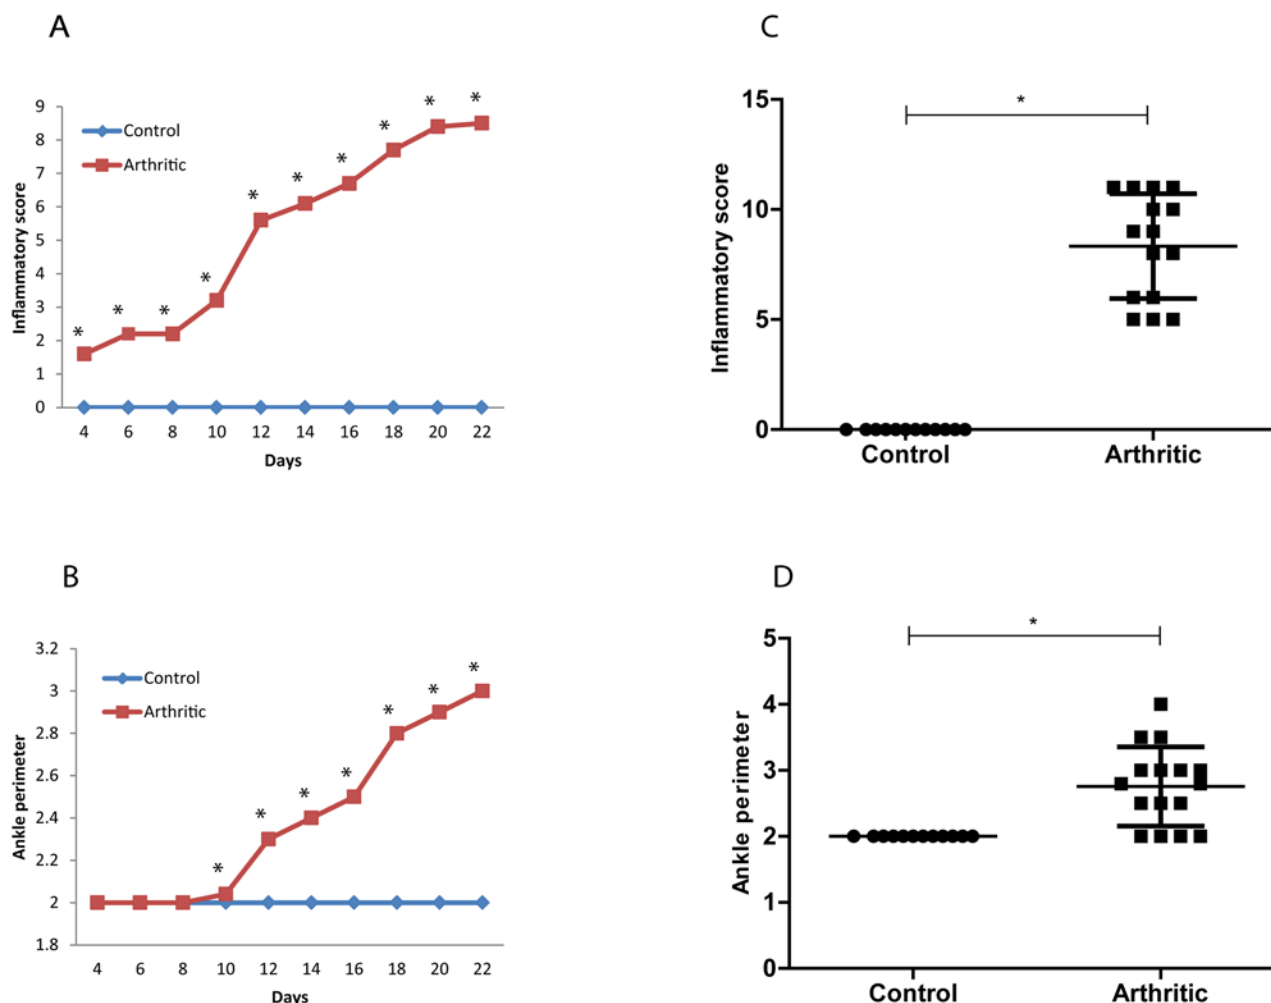 A
Inflammatory score
9
8
7
6
5
4
3
2
1
0
Control
Arthritic
* * * * * * * * * *
4 6 8 10 12 14 16 18 20 22
Days
C
Inflammatory score
15
10
5
0
*
Control Arthritic
B
Ankle perimeter
3.2
3
2.8
2.6
2.4
2.2
2
1.8
Control
Arthritic
* * * * * * *
4 6 8 10 12 14 16 18 20 22
Days
D
Ankle perimeter
5
4
3
2
1
0
*
Control Arthritic